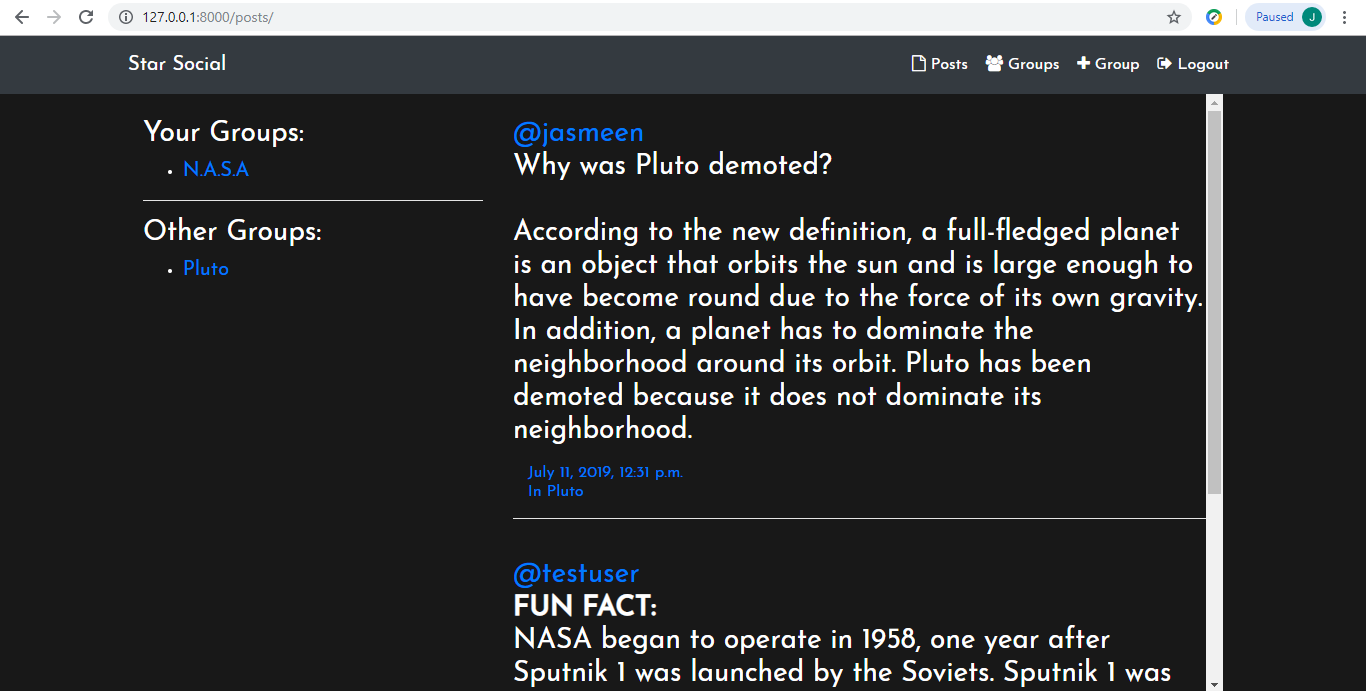 127.0.0.1:8000/posts/
Paused J
Star Social
Posts Groups Group Logout
Your Groups:
N.A.S.A
Other Groups:
Pluto
@jasmeen
Why was Pluto demoted?
According to the new definition, a full-fledged planet
is an object that orbits the sun and is large enough to
have become round due to the force of its own gravity.
In addition, a planet has to dominate the
neighborhood around its orbit. Pluto has been
demoted because it does not dominate its
neighborhood.
July 11, 2019, 12:31 p.m.
In Pluto
@testuser
FUN FACT:
NASA began to operate in 1958, one year after
Sputnik 1 was launched by the Soviets. Sputnik 1 was